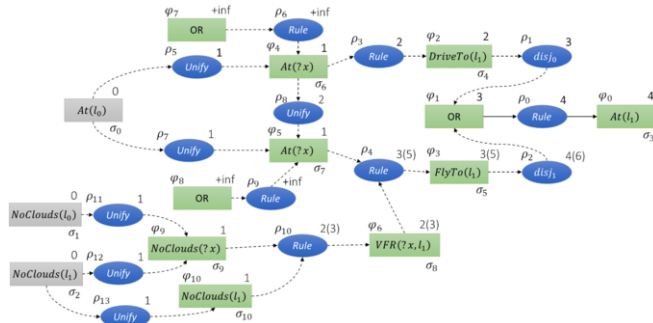 φ7 +inf ρ6 +inf
OR Rule
ρ5 φ4 1 ρ3 φ2 2 ρ1
Unify 1 At(?x) Rule 2 DriveTo(l1) disj0 3
0 σ6 σ4
ρ8 φ1 3 ρ0 φ0 4
At(l0) Unify 2 OR Rule 4 At(l1)
σ0 φ5 σ3
ρ7 1 1 ρ4
Unify At(?x) 3(5) φ3 3(5) ρ2 4(6)
σ7 Rule FlyTo(l1) disj1
φ8 +inf ρ9 +inf σ5
OR Rule
0 ρ11 1
NoClouds(l0) Unify φ9 1 ρ10 2(3) φ6 2(3)
σ1 NoClouds(?x) Rule VFR(?x, l1)
0 ρ12 1 σ9 σ8
NoClouds(l1) Unify φ10 1
σ2 ρ13 1 NoClouds(l1)
Unify σ10